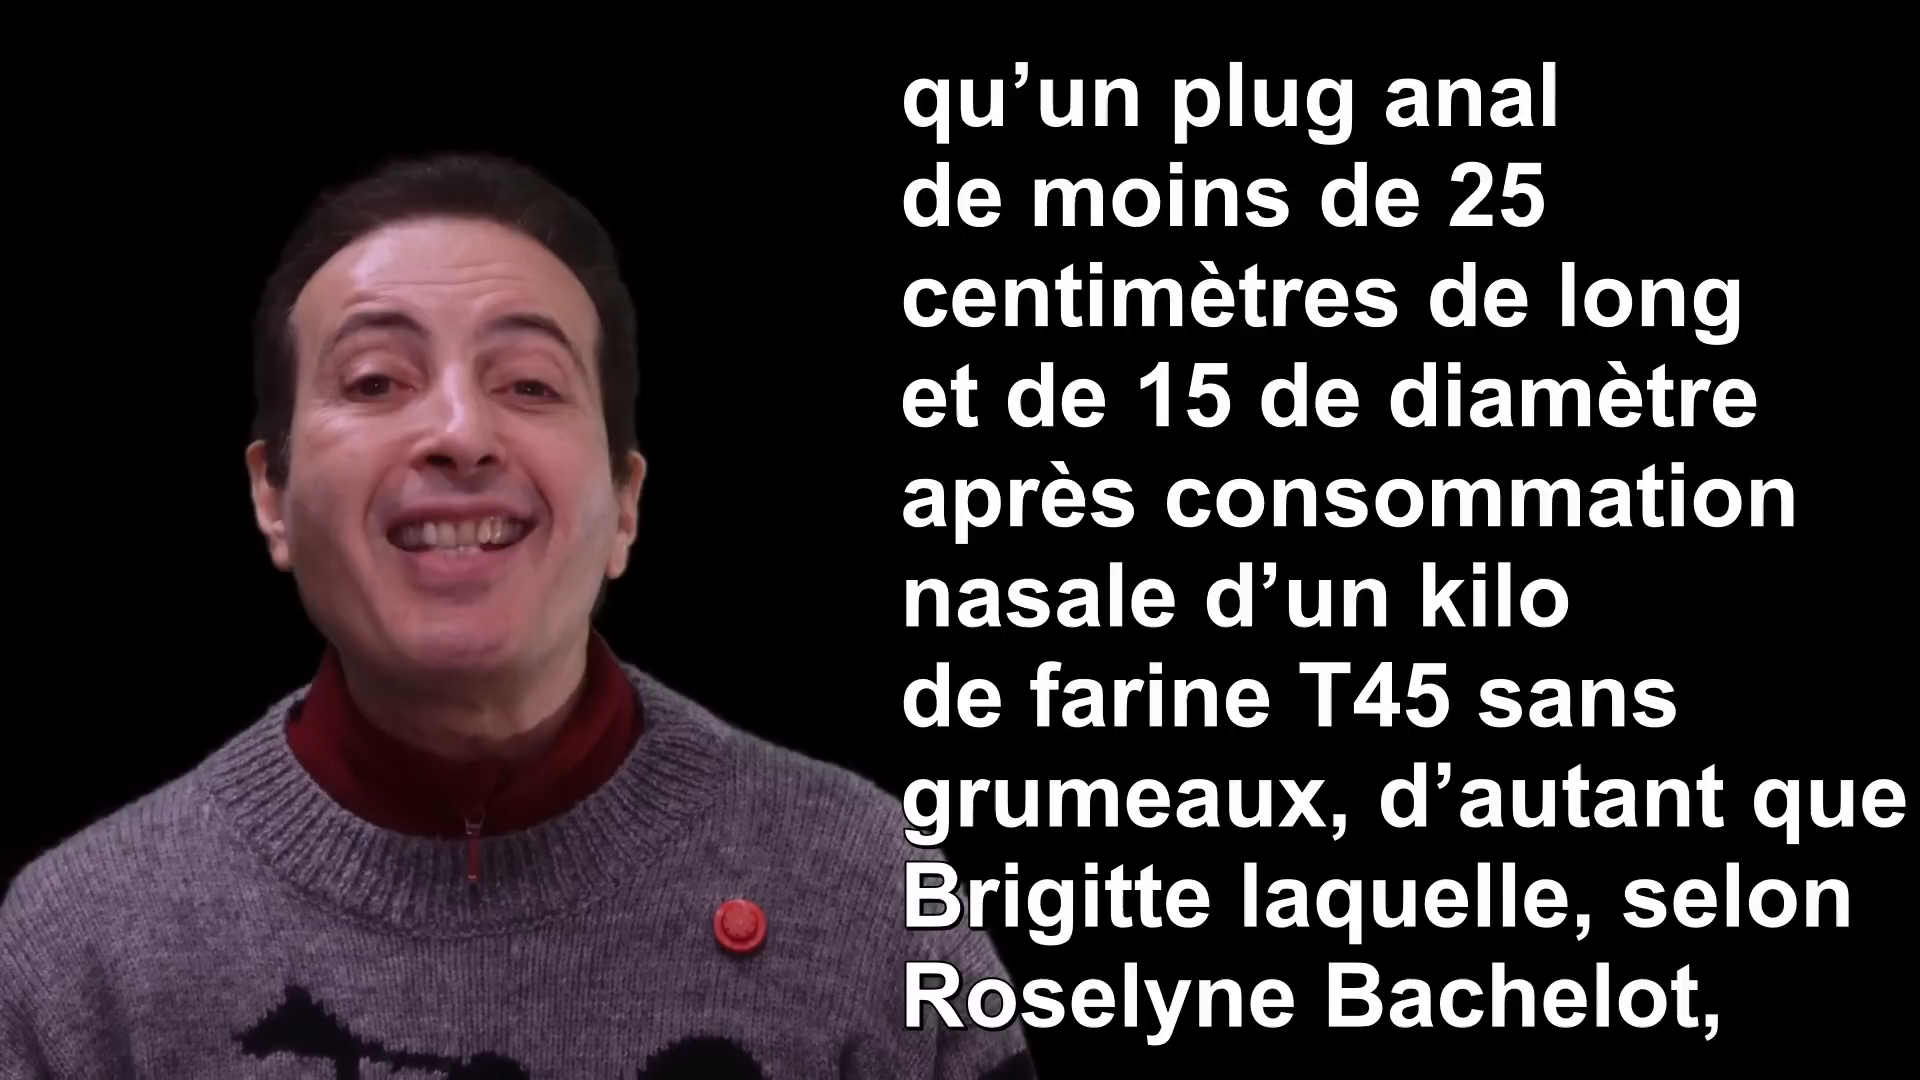 qu’un plug anal
de moins de 25
centimètres de long
et de 15 de diamètre
après consommation
nasale d’un kilo
de farine T45 sans
grumeaux, d’autant que
Brigitte laquelle, selon
Roselyne Bachelot,